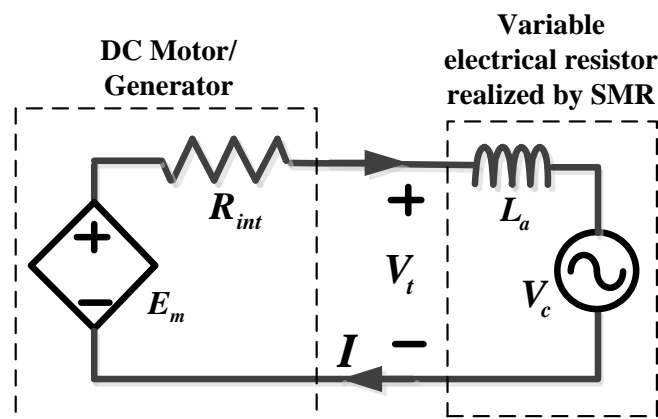 Variable
electrical resistor
realized by SMR
DC Motor/
Generator
R_int
L_a
+
+
V_t
V_c
−
E_m
−
I